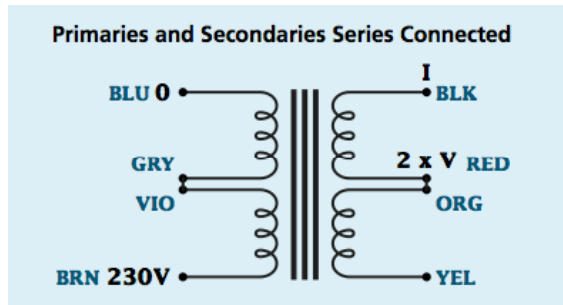 Primaries and Secondaries Series Connected
I
BLU 0
BLK
GRY
2 x V RED
VIO
ORG
BRN 230V
YEL